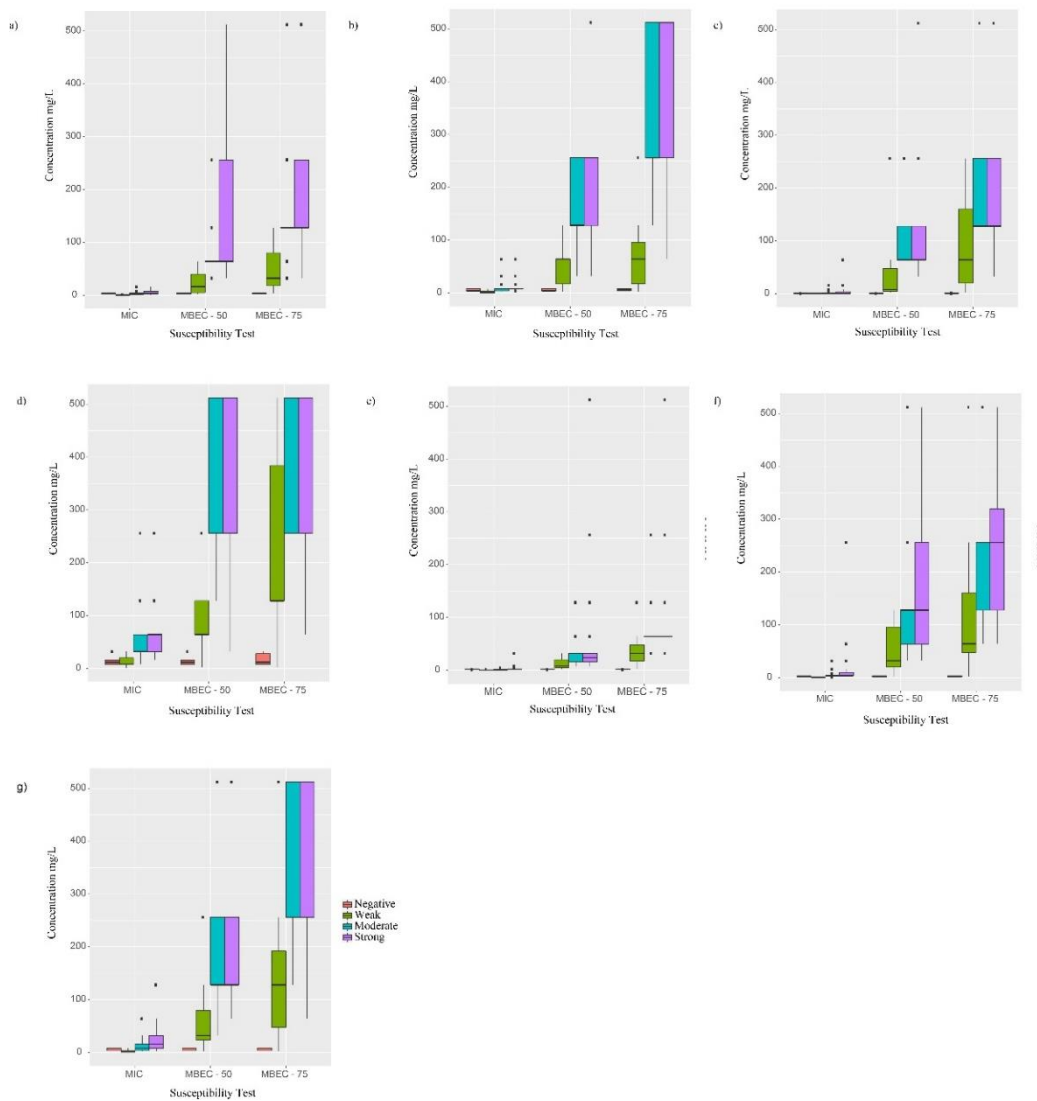 a)
500
400
300
200
100
0
Concentration mg/L
MIC
MBEC - 50
MBEC - 75
Susceptibility Test
b)
500
400
300
200
100
0
Concentration mg/L
MIC
MBEC - 50
MBEC - 75
Susceptibility Test
c)
500
400
300
200
100
0
Concentration mg/L
MIC
MBEC - 50
MBEC - 75
Susceptibility Test
d)
500
400
300
200
100
0
Concentration mg/L
MIC
MBEC - 50
MBEC - 75
Susceptibility Test
e)
500
400
300
200
100
0
Concentration mg/L
MIC
MBEC - 50
MBEC - 75
Susceptibility Test
f)
500
400
300
200
100
0
Concentration mg/L
MIC
MBEC - 50
MBEC - 75
Susceptibility Test
g)
500
400
300
200
100
0
Concentration mg/L
MIC
MBEC - 50
MBEC - 75
Susceptibility Test
Negative
Weak
Moderate
Strong